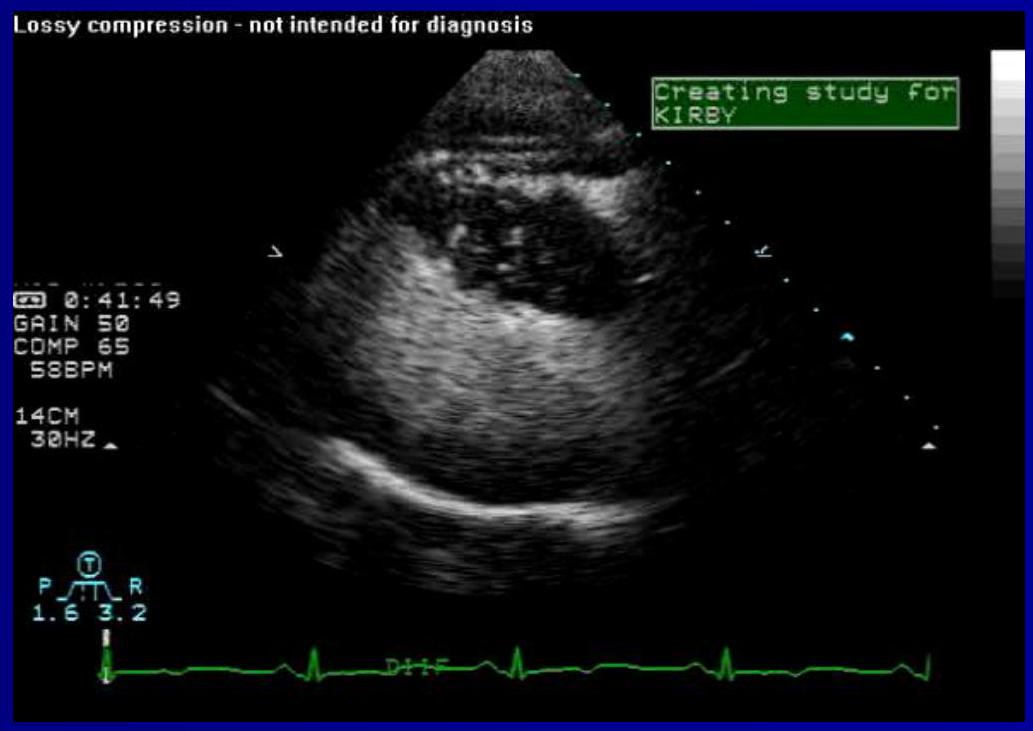 Lossy compression - not intended for diagnosis
Creating study for
KIRBY
0:41:49
GAIN 50
COMP 65
58BPM
14CM
30HZ
T
P R
1.6 3.2